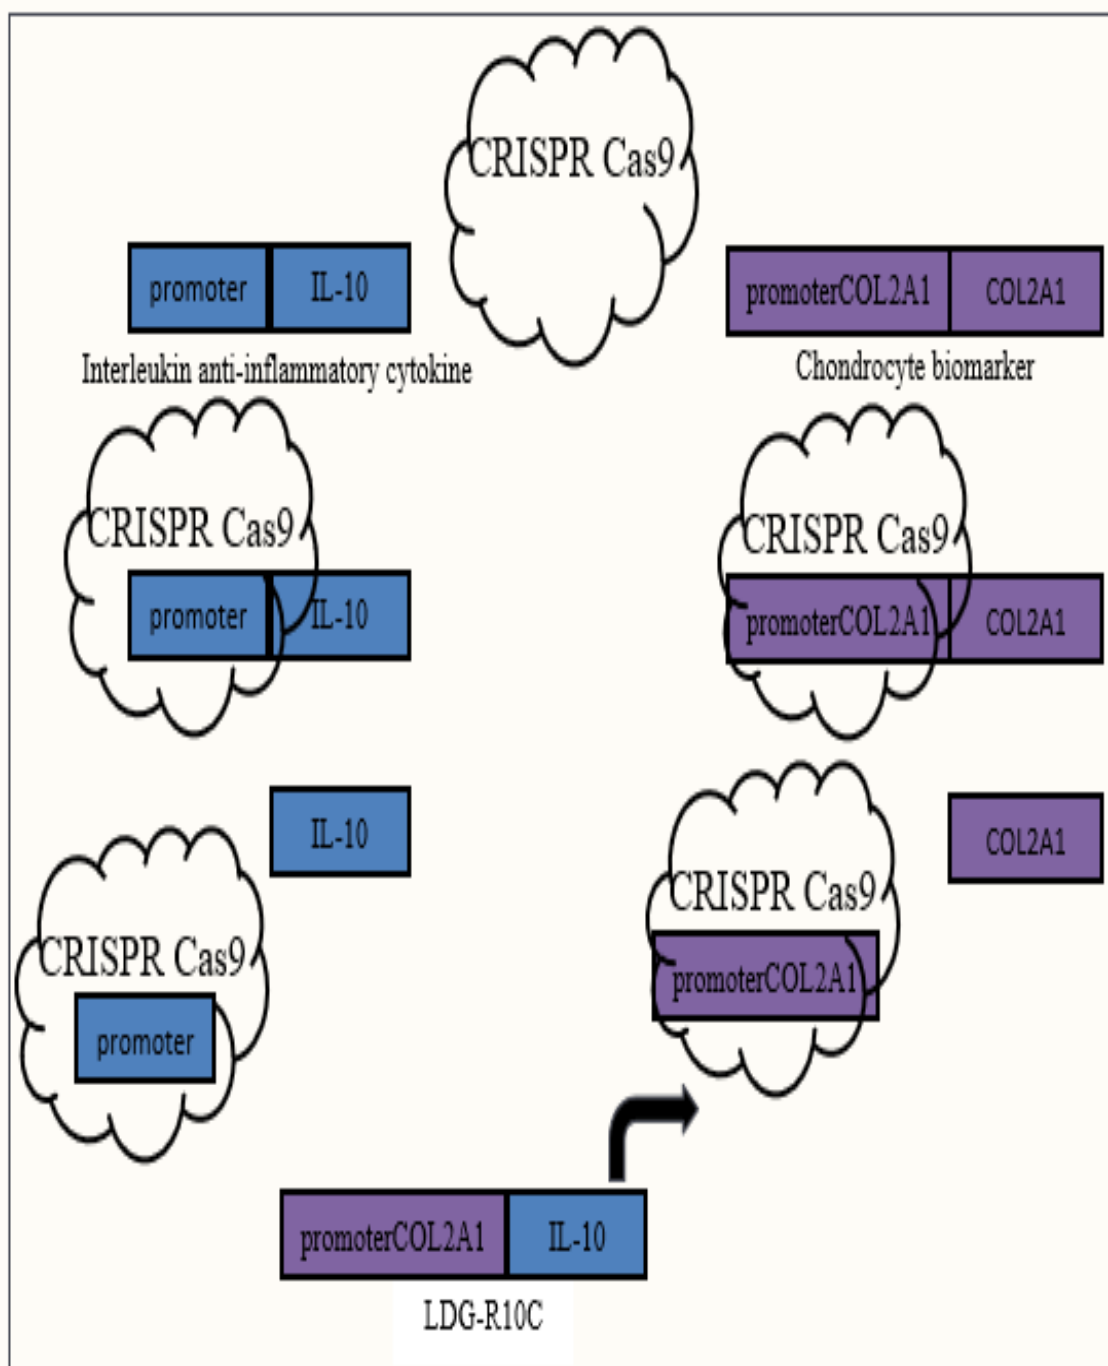 CRISPR Cas9
promoter IL-10
promoterCOL2A1 COL2A1
Interleukin anti-inflammatory cytokine
Chondrocyte biomarker
CRISPR Cas9
promoter IL-10
CRISPR Cas9
promoterCOL2A1 COL2A1
IL-10
CRISPR Cas9
promoter
COL2A1
CRISPR Cas9
promoterCOL2A1
promoterCOL2A1 IL-10
LDG-R10C